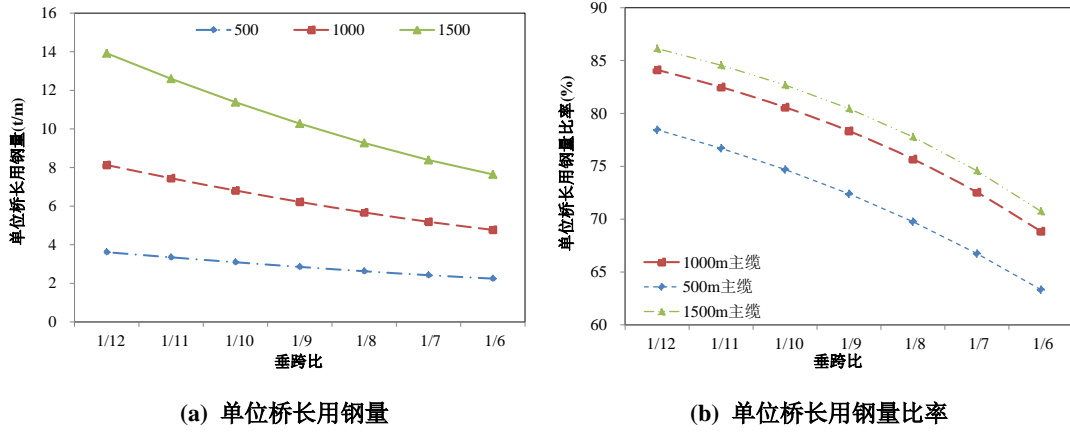 500 1000 1500
单位桥长用钢量(t/m)
16
14
12
10
8
6
4
2
0
1/12 1/11 1/10 1/9 1/8 1/7 1/6
垂跨比
(a) 单位桥长用钢量
单位桥长用钢量比率(%)
90
85
80
75
70
65
60
1000m主缆
500m主缆
1500m主缆
1/12 1/11 1/10 1/9 1/8 1/7 1/6
垂跨比
(b) 单位桥长用钢量比率